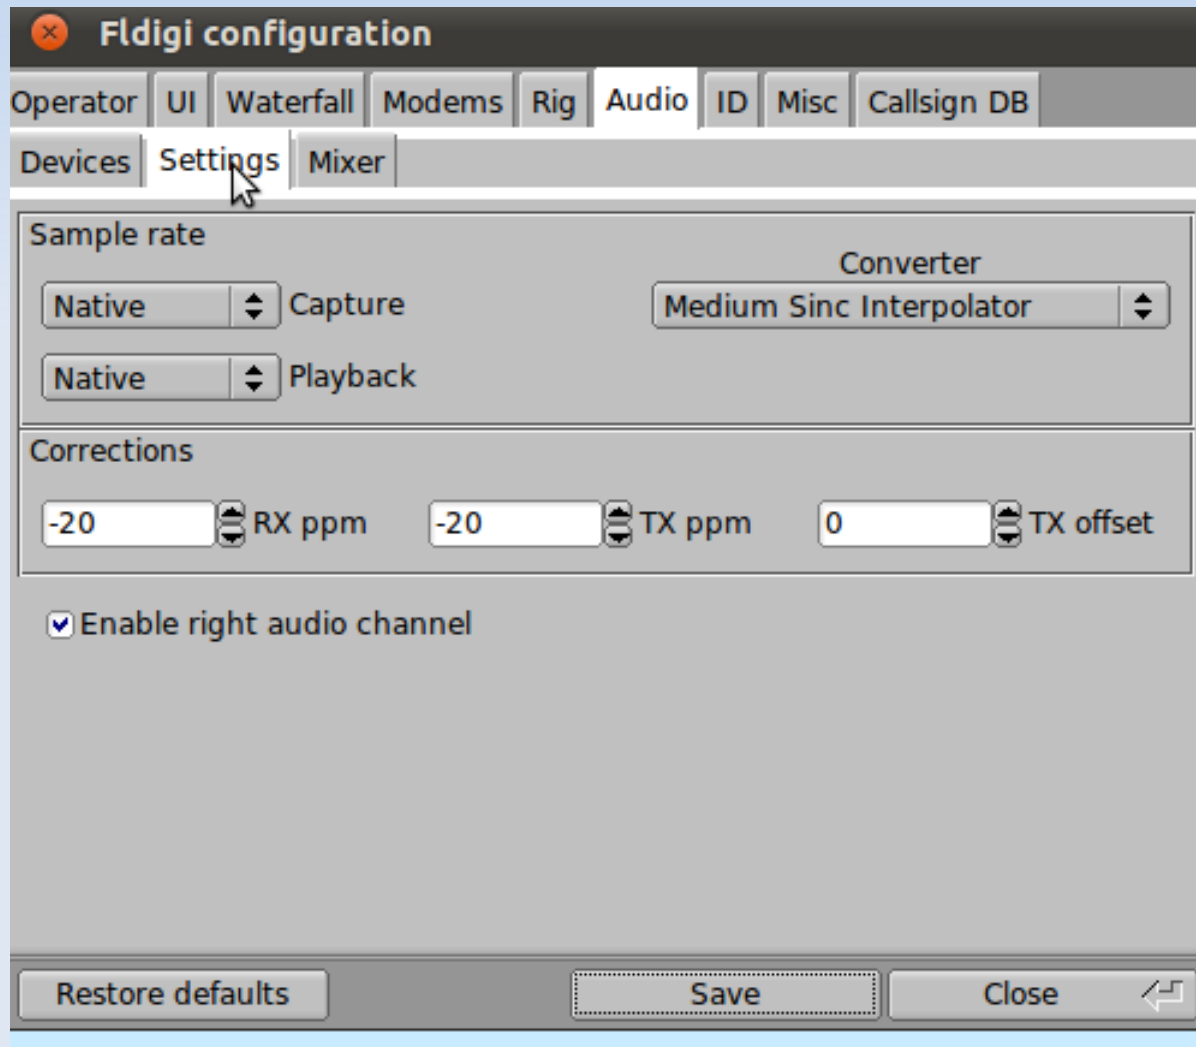 Fldigi configuration
Operator UI Waterfall Modems Rig Audio ID Misc Callsign DB
Devices Settings Mixer
Sample rate
Converter
Native Capture Medium Sinc Interpolator
Native Playback
Corrections
-20 RX ppm -20 TX ppm 0 TX offset
Enable right audio channel
Restore defaults Save Close